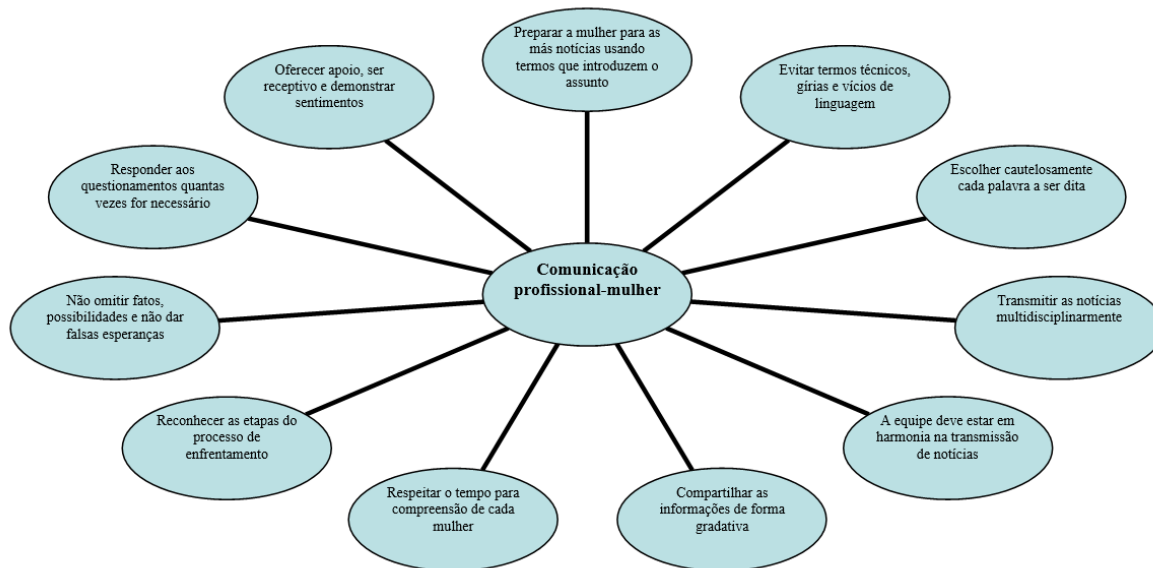 Preparar a mulher para as
más notícias usando
termos que introduzem o
assunto
Evitar termos técnicos,
gírias e vícios de
linguagem
Escolher cautelosamente
cada palavra a ser dita
Transmitir as notícias
multidisciplinarmente
A equipe deve estar em
harmonia na transmissão
de notícias
Compartilhar as
informações de forma
gradativa
Respeitar o tempo para
compreensão de cada
mulher
Reconhecer as etapas do
processo de
enfrentamento
Não omitir fatos,
possibilidades e não dar
falsas esperanças
Responder aos
questionamentos quantas
vezes for necessário
Oferecer apoio, ser
receptivo e demonstrar
sentimentos
Comunicação
profissional-mulher